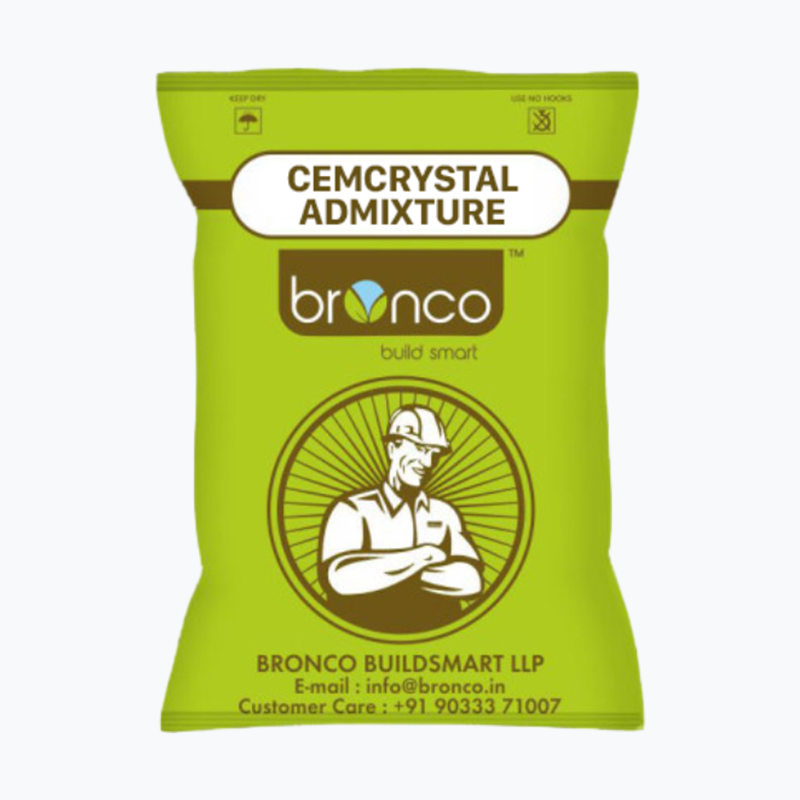 KEEP DRY
USE NO HOOKS
CEMCRYSTAL
ADMIXTURE
TM
bronco
build smart
BRONCO BUILDSMART LLP
E-mail : info@bronco.in
Customer Care : +91 90333 71007